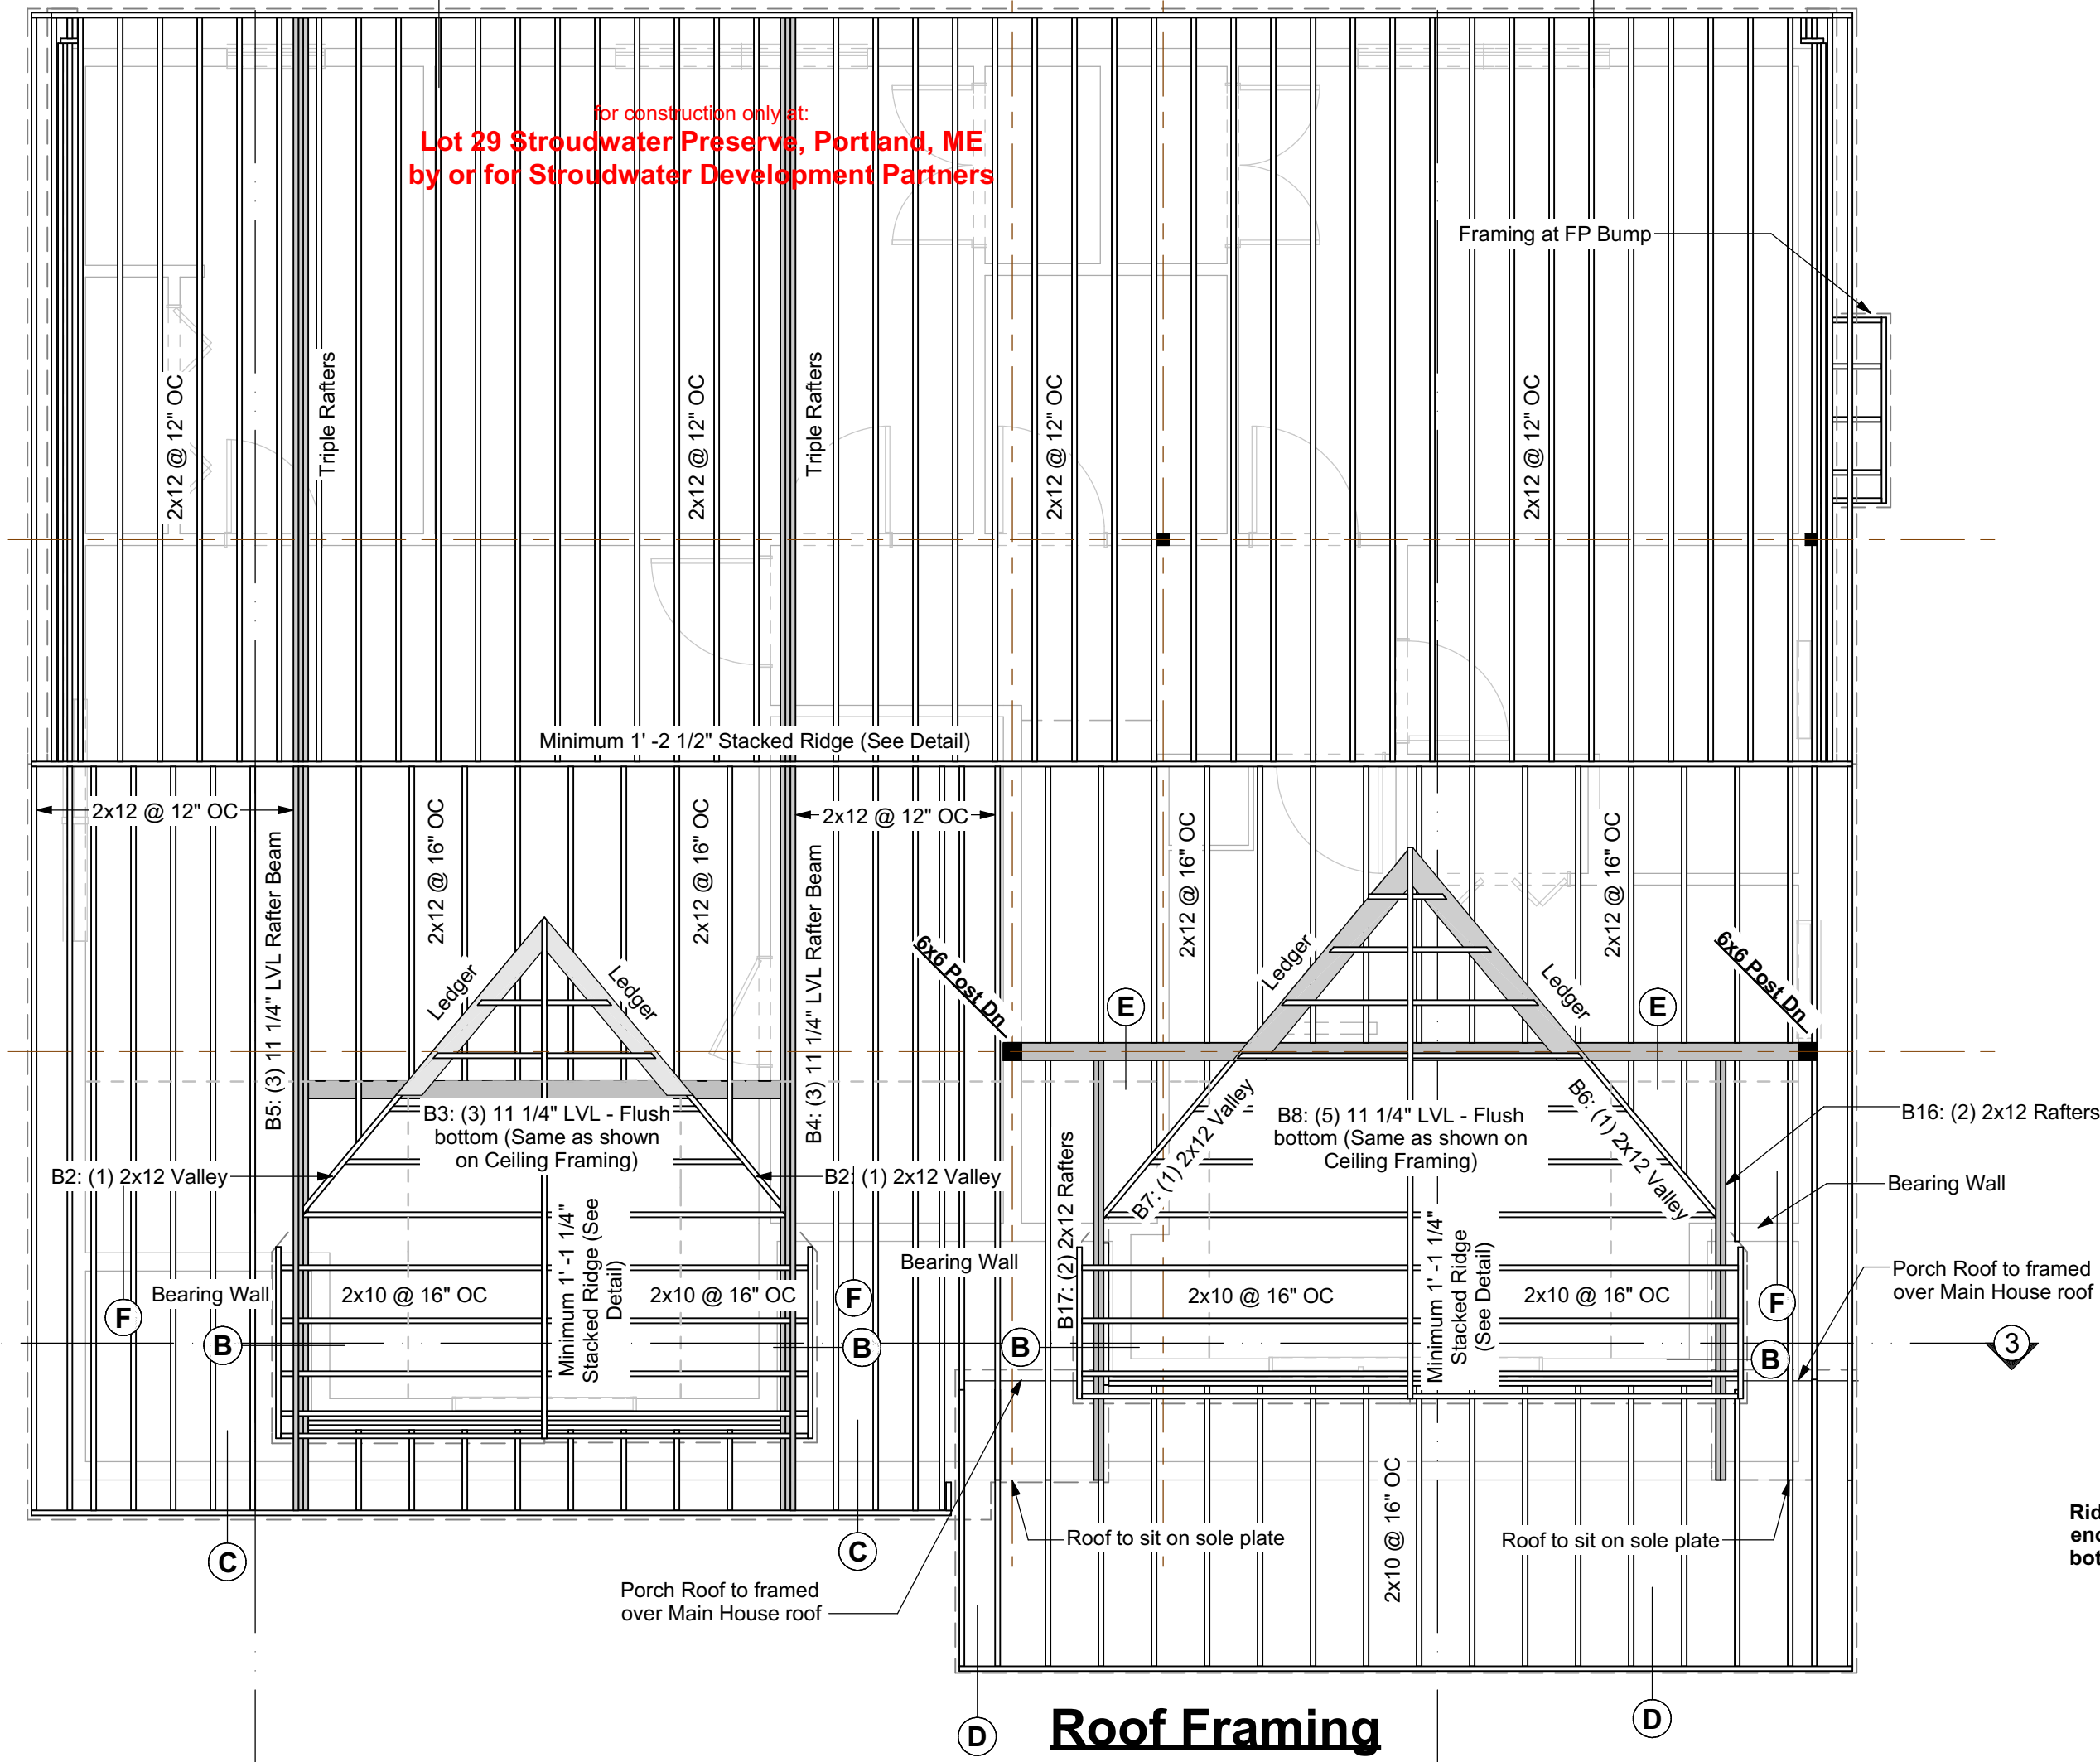 for construction only at:
Lot 29 Stroudwater Preserve, Portland, ME
by or for Stroudwater Development Partners
Framing at FP Bump
2x12 @ 12" OC
Triple Rafters
2x12 @ 12" OC
Triple Rafters
2x12 @ 12" OC
2x12 @ 12" OC
Minimum 1' -2 1/2" Stacked Ridge (See Detail)
2x12 @ 12" OC
2x12 @ 12" OC
B5: (3) 11 1/4" LVL Rafter Beam
2x12 @ 16" OC
2x12 @ 16" OC
B4: (3) 11 1/4" LVL Rafter Beam
2x12 @ 16" OC
2x12 @ 16" OC
Ledger
Ledger
6x6 Post Dn
Ledger
Ledger
6x6 Post Dn
E
E
B3: (3) 11 1/4" LVL - Flush
bottom (Same as shown
on Ceiling Framing)
B8: (5) 11 1/4" LVL - Flush
bottom (Same as shown on
Ceiling Framing)
B7: (1) 2x12 Valley
B6: (1) 2x12 Valley
B16: (2) 2x12 Rafters
B2: (1) 2x12 Valley
B2: (1) 2x12 Valley
B17: (2) 2x12 Rafters
Bearing Wall
Minimum 1' -1 1/4"
Stacked Ridge (See
Detail)
Minimum 1' -1 1/4"
Stacked Ridge
(See Detail)
Bearing Wall
Bearing Wall
Porch Roof to framed
over Main House roof
2x10 @ 16" OC
2x10 @ 16" OC
2x10 @ 16" OC
2x10 @ 16" OC
F
F
F
B
B
B
B
3
2x10 @ 16" OC
Roof to sit on sole plate
Roof to sit on sole plate
C
C
Porch Roof to framed
over Main House roof
D
D
Roof Framing